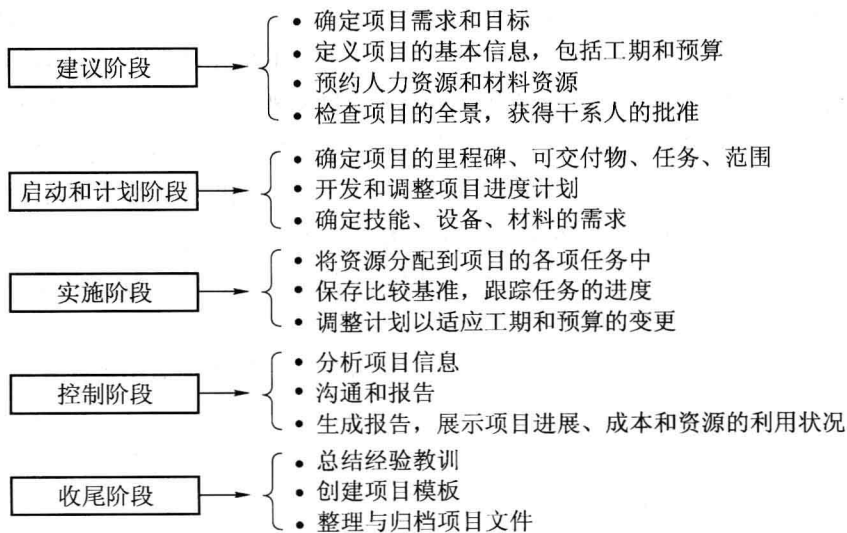 建议阶段
• 确定项目需求和目标
• 定义项目的基本信息，包括工期和预算
• 预约人力资源和材料资源
• 检查项目的全景，获得干系人的批准
启动和计划阶段
• 确定项目的里程碑、可交付物、任务、范围
• 开发和调整项目进度计划
• 确定技能、设备、材料的需求
实施阶段
• 将资源分配到项目的各项任务中
• 保存比较基准，跟踪任务的进度
• 调整计划以适应工期和预算的变更
控制阶段
• 分析项目信息
• 沟通和报告
• 生成报告，展示项目进展、成本和资源的利用状况
收尾阶段
• 总结经验教训
• 创建项目模板
• 整理与归档项目文件